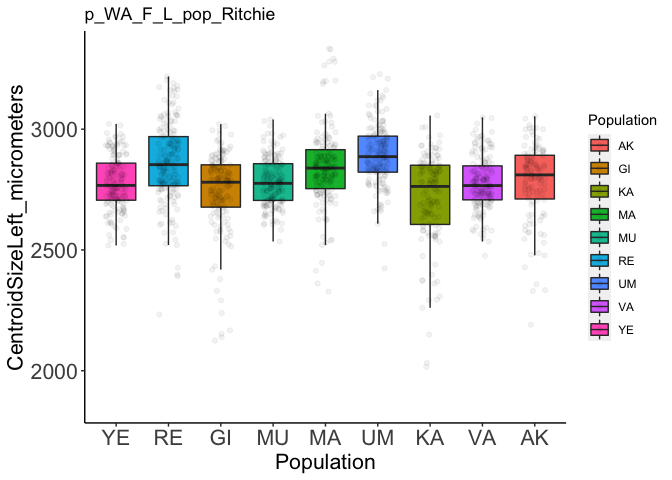 p_WA_F_L_pop_Ritchie
CentroidSizeLeft_micrometers
3000
2500
2000
YE RE GI MU MA UM KA VA AK
Population
Population
AK
GI
KA
MA
MU
RE
UM
VA
YE